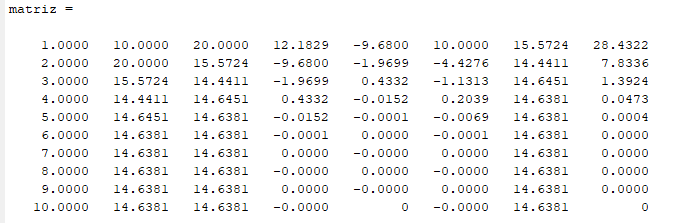 matriz =
1.0000 10.0000 20.0000 12.1829 -9.6800 10.0000 15.5724 28.4322
2.0000 20.0000 15.5724 -9.6800 -1.9699 -4.4276 14.4411 7.8336
3.0000 15.5724 14.4411 -1.9699 0.4332 -1.1313 14.6451 1.3924
4.0000 14.4411 14.6451 0.4332 -0.0152 0.2039 14.6381 0.0473
5.0000 14.6451 14.6381 -0.0152 -0.0001 -0.0069 14.6381 0.0004
6.0000 14.6381 14.6381 -0.0001 0.0000 -0.0001 14.6381 0.0000
7.0000 14.6381 14.6381 0.0000 -0.0000 0.0000 14.6381 0.0000
8.0000 14.6381 14.6381 -0.0000 0.0000 -0.0000 14.6381 0.0000
9.0000 14.6381 14.6381 0.0000 -0.0000 0.0000 14.6381 0.0000
10.0000 14.6381 14.6381 -0.0000 0 -0.0000 14.6381 0